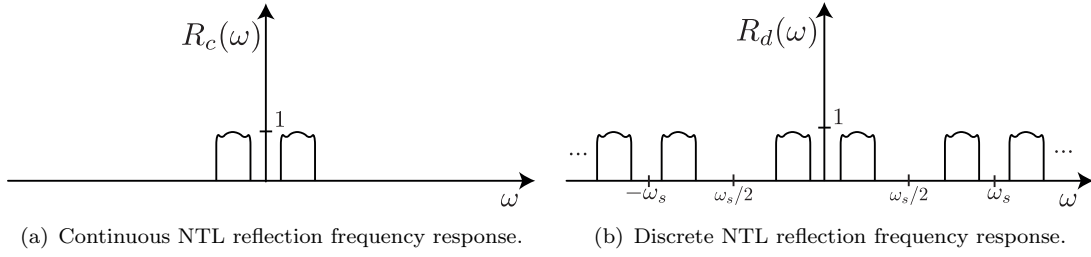 R_c(ω)
1
ω
(a) Continuous NTL reflection frequency response.
R_d(ω)
1
...
...
−ω_s
ω_s/2
ω_s/2
ω_s
ω
(b) Discrete NTL reflection frequency response.